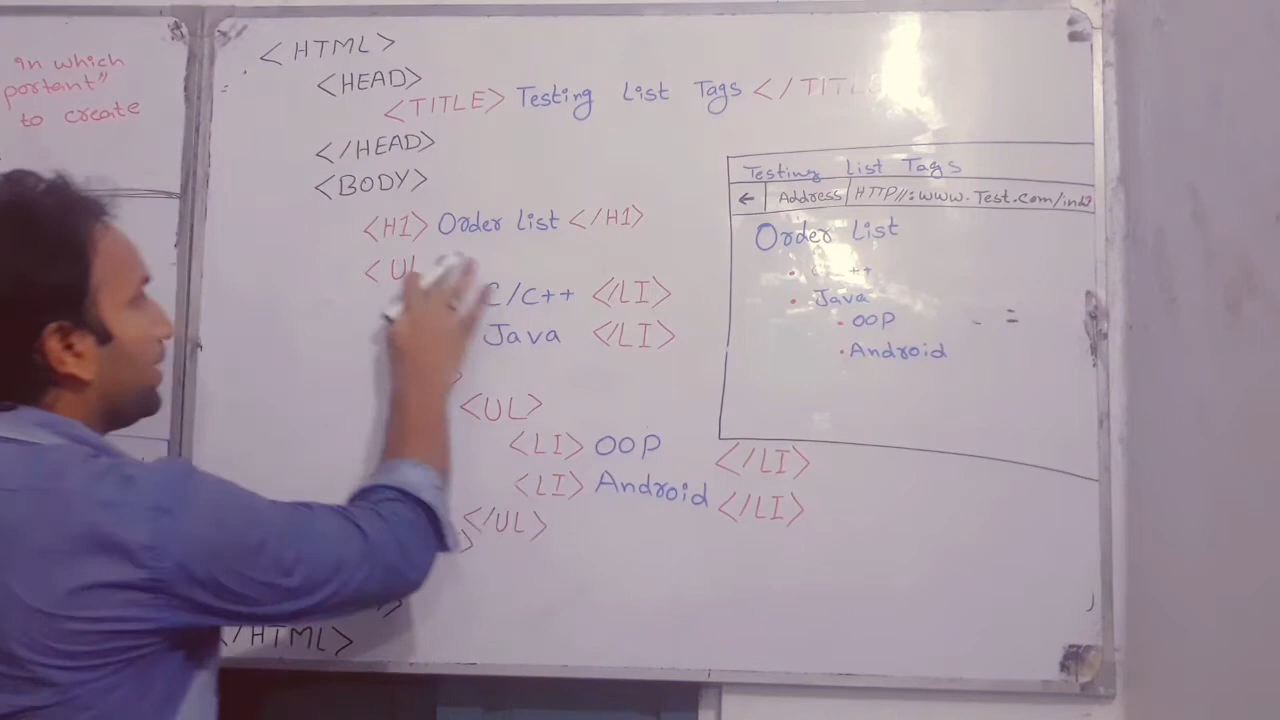 in which
portant"
to create
<HTML>
<HEAD>
<TITLE> Testing List Tags </TITLE
</HEAD>
<BODY>
<H1> Order List </H1>
<UL
C/C++ </LI>
Java </LI>
>
<UL>
<LI> OOP </LI>
<LI> Android </LI>
</UL>
>
>
</HTML>
Testing List Tags
← Address HTTP//:www.Test.com/ind
Order List
• C ++
• Java
• OOP
• Android